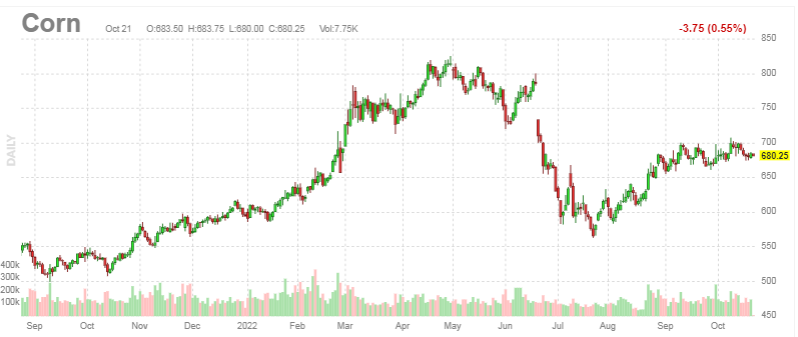 Corn Oct 21 O:683.50 H:683.75 L:680.00 C:680.25 Vol:7.75K -3.75 (0.55%)
850
800
750
700
DAILY
680.25
650
600
550
400k
300k
500
200k
100k
450
Sep Oct Nov Dec 2022 Feb Mar Apr May Jun Jul Aug Sep Oct